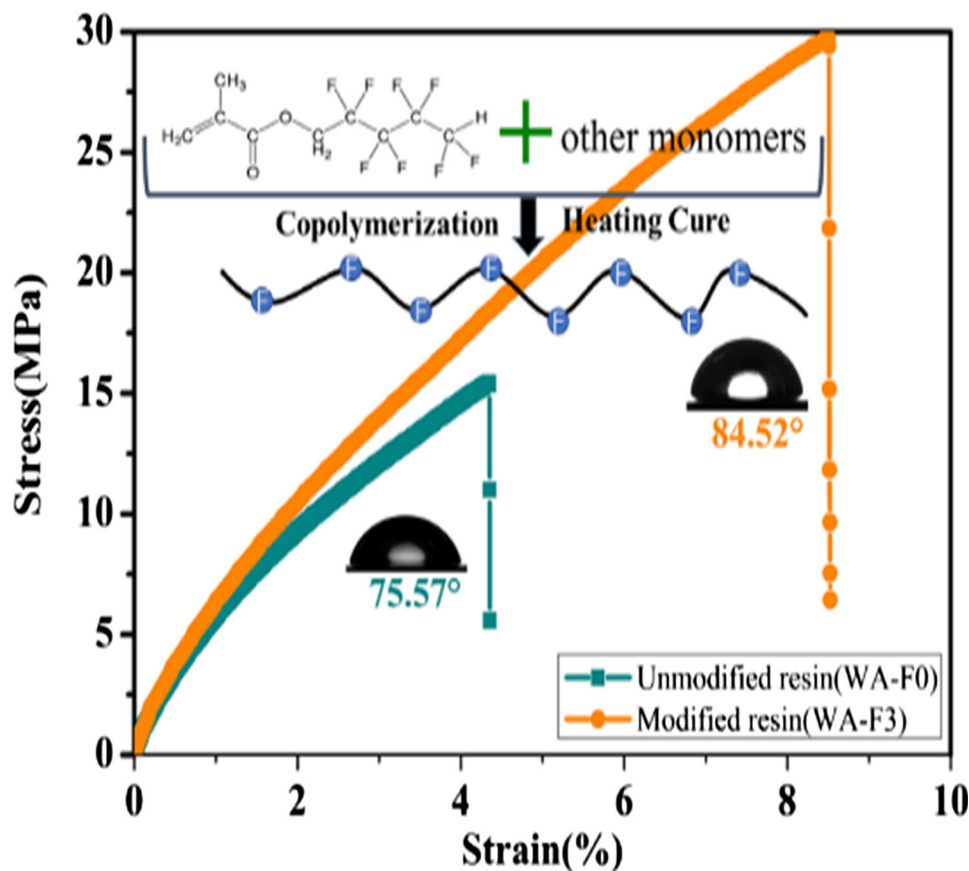 30
25
20
15
10
5
0
Stress(MPa)
CH₃
H₂C
C
C
O
O
C
H₂
F
F
C
C
F
F
F
F
C
C
F
F
H
+
other monomers
Copolymerization
Heating Cure
F
F
F
F
F
F
F
F
84.52°
75.57°
Unmodified resin(WA-F0)
Modified resin(WA-F3)
0
2
4
6
8
10
Strain(%)